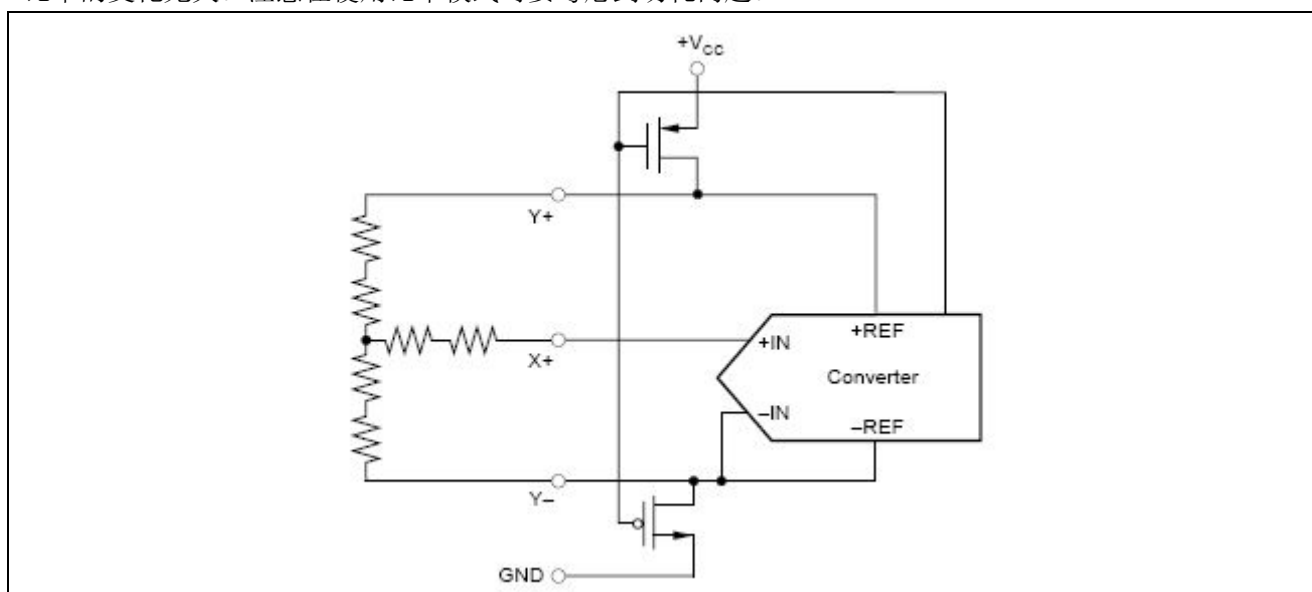 +VCC
Y+
X+
+IN
+REF
Converter
–IN
–REF
Y–
GND